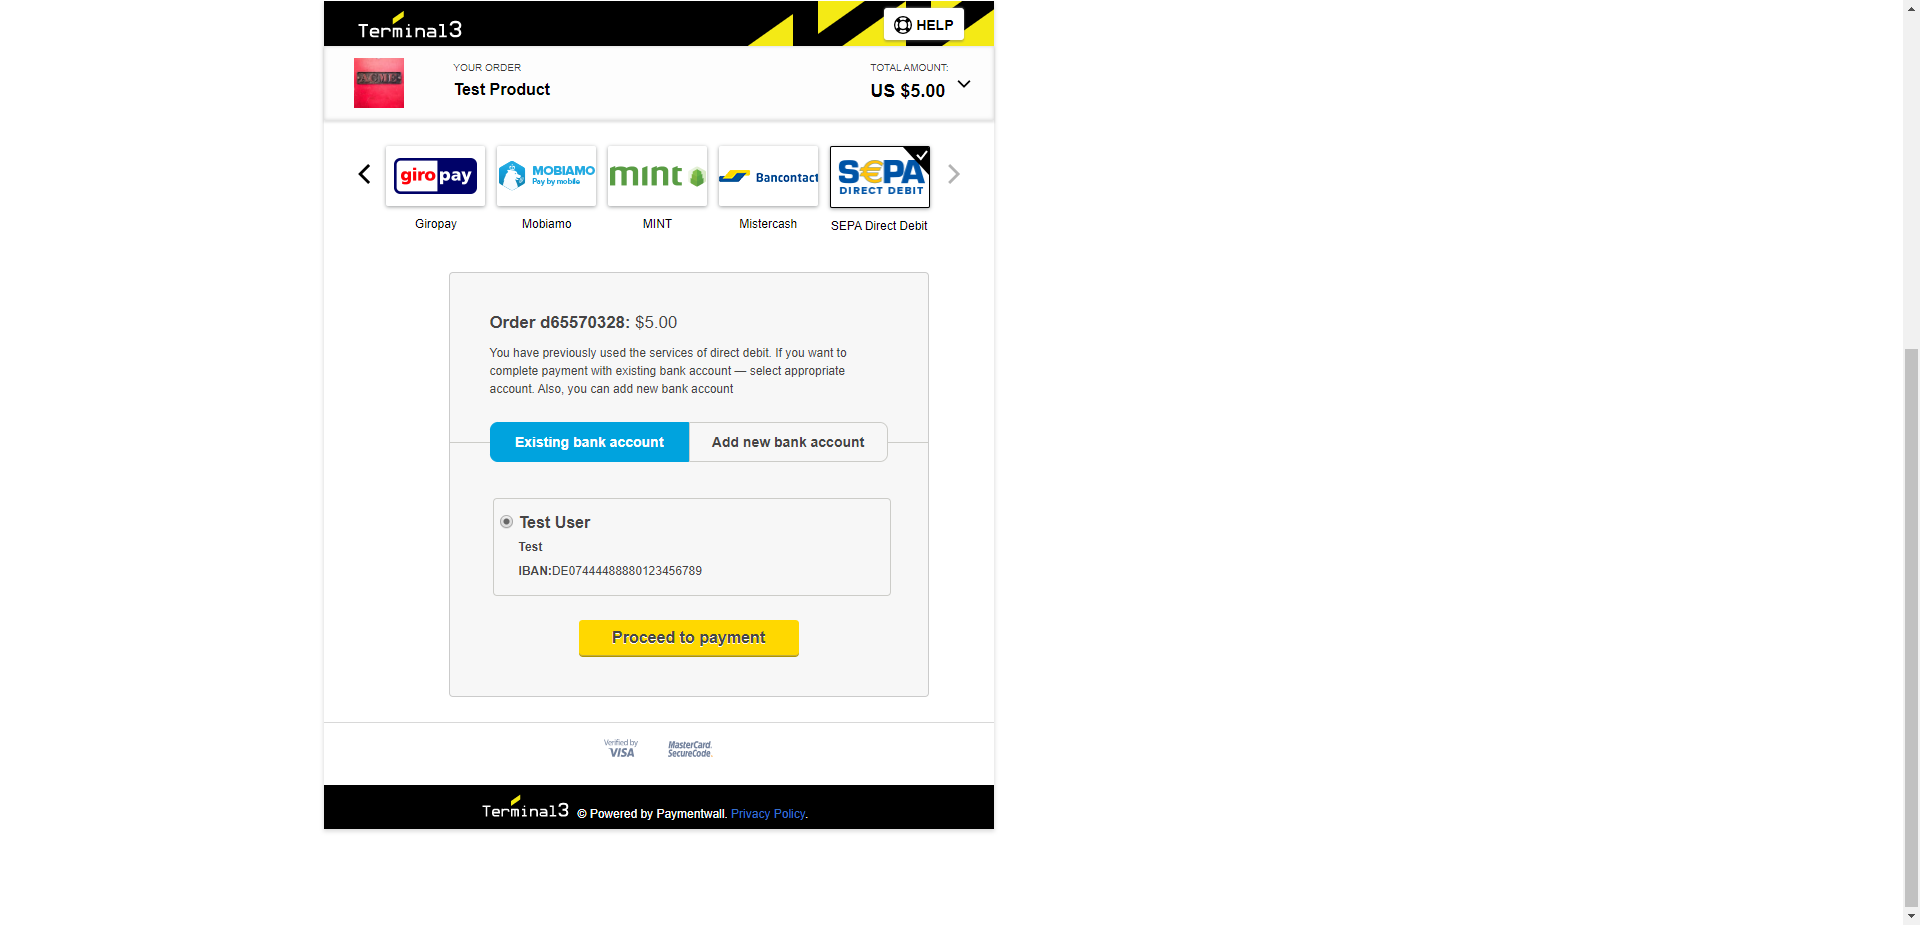 Terminal3
HELP
YOUR ORDER
Test Product
TOTAL AMOUNT:
US $5.00
ACME
giropay
MOBIAMO
Pay by mobile
mint
Bancontact
S€PA
DIRECT DEBIT
Giropay
Mobiamo
MINT
Mistercash
SEPA Direct Debit
Order d65570328: $5.00
You have previously used the services of direct debit. If you want to
complete payment with existing bank account — select appropriate
account. Also, you can add new bank account
Existing bank account
Add new bank account
Test User
Test
IBAN:DE07444488880123456789
Proceed to payment
Verified by
VISA
MasterCard.
SecureCode.
Terminal3 © Powered by Paymentwall. Privacy Policy.